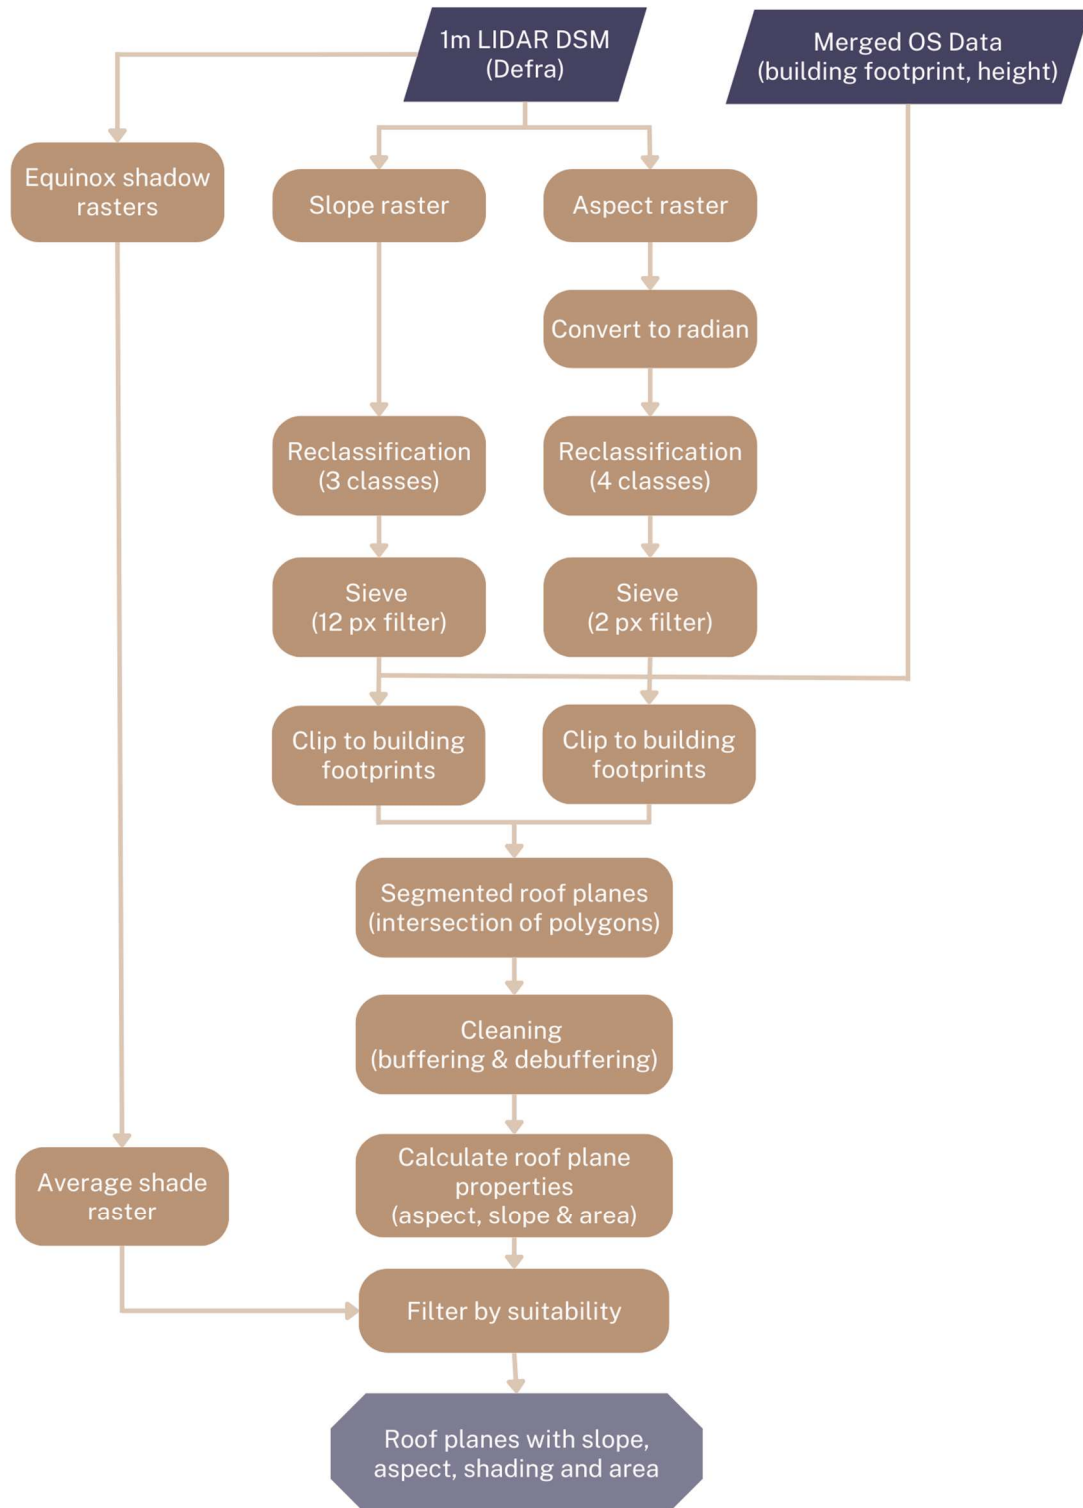 1m LIDAR DSM
(Defra)
Merged OS Data
(building footprint, height)
Equinox shadow
rasters
Slope raster
Aspect raster
Convert to radian
Reclassification
(3 classes)
Reclassification
(4 classes)
Sieve
(12 px filter)
Sieve
(2 px filter)
Clip to building
footprints
Clip to building
footprints
Segmented roof planes
(intersection of polygons)
Cleaning
(buffering & debuffering)
Calculate roof plane
properties
(aspect, slope & area)
Average shade
raster
Filter by suitability
Roof planes with slope,
aspect, shading and area